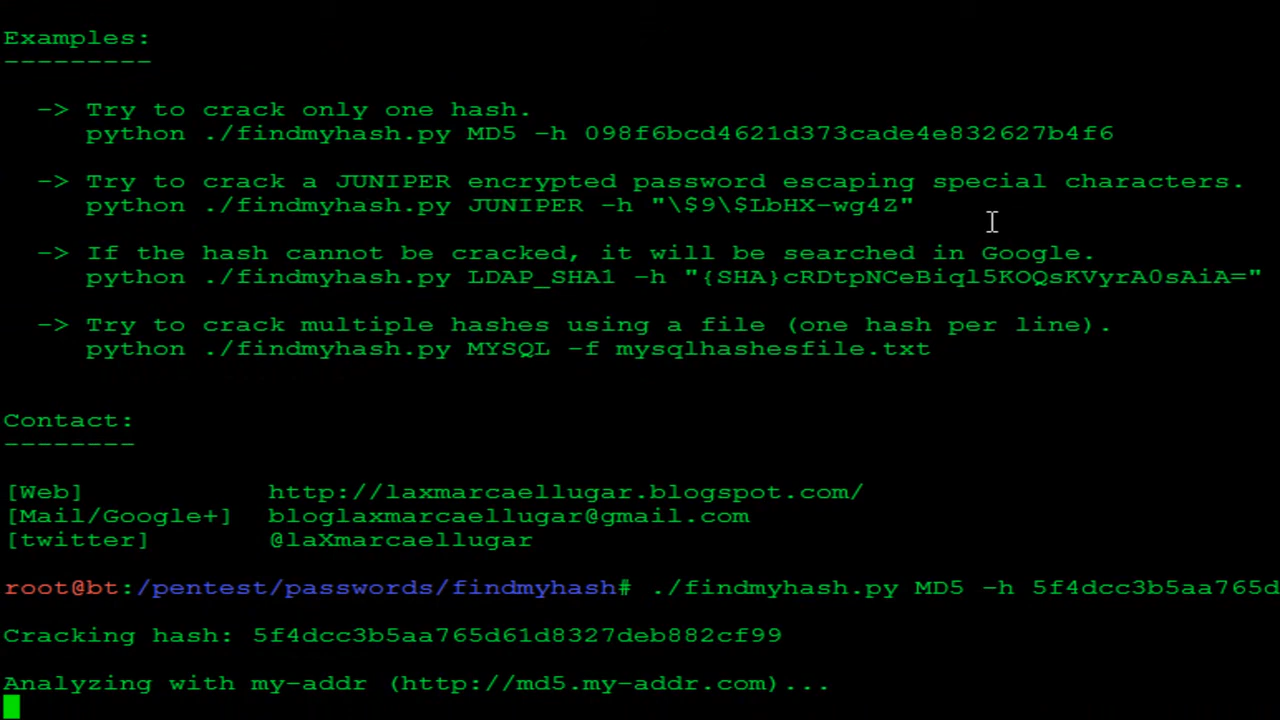 Examples:
---------
-> Try to crack only one hash.
python ./findmyhash.py MD5 -h 098f6bcd4621d373cade4e832627b4f6
-> Try to crack a JUNIPER encrypted password escaping special characters.
python ./findmyhash.py JUNIPER -h "\$9\$LbHX-wg4Z"
-> If the hash cannot be cracked, it will be searched in Google.
python ./findmyhash.py LDAP_SHA1 -h "{SHA}cRDtpNCeBiql5KOQsKVyrA0sAiA="
-> Try to crack multiple hashes using a file (one hash per line).
python ./findmyhash.py MYSQL -f mysqlhashesfile.txt
Contact:
--------
[Web] http://laxmarcaellugar.blogspot.com/
[Mail/Google+] bloglaxmarcaellugar@gmail.com
[twitter] @laXmarcaellugar
root@bt:/pentest/passwords/findmyhash# ./findmyhash.py MD5 -h 5f4dcc3b5aa765d
Cracking hash: 5f4dcc3b5aa765d61d8327deb882cf99
Analyzing with my-addr (http://md5.my-addr.com)...